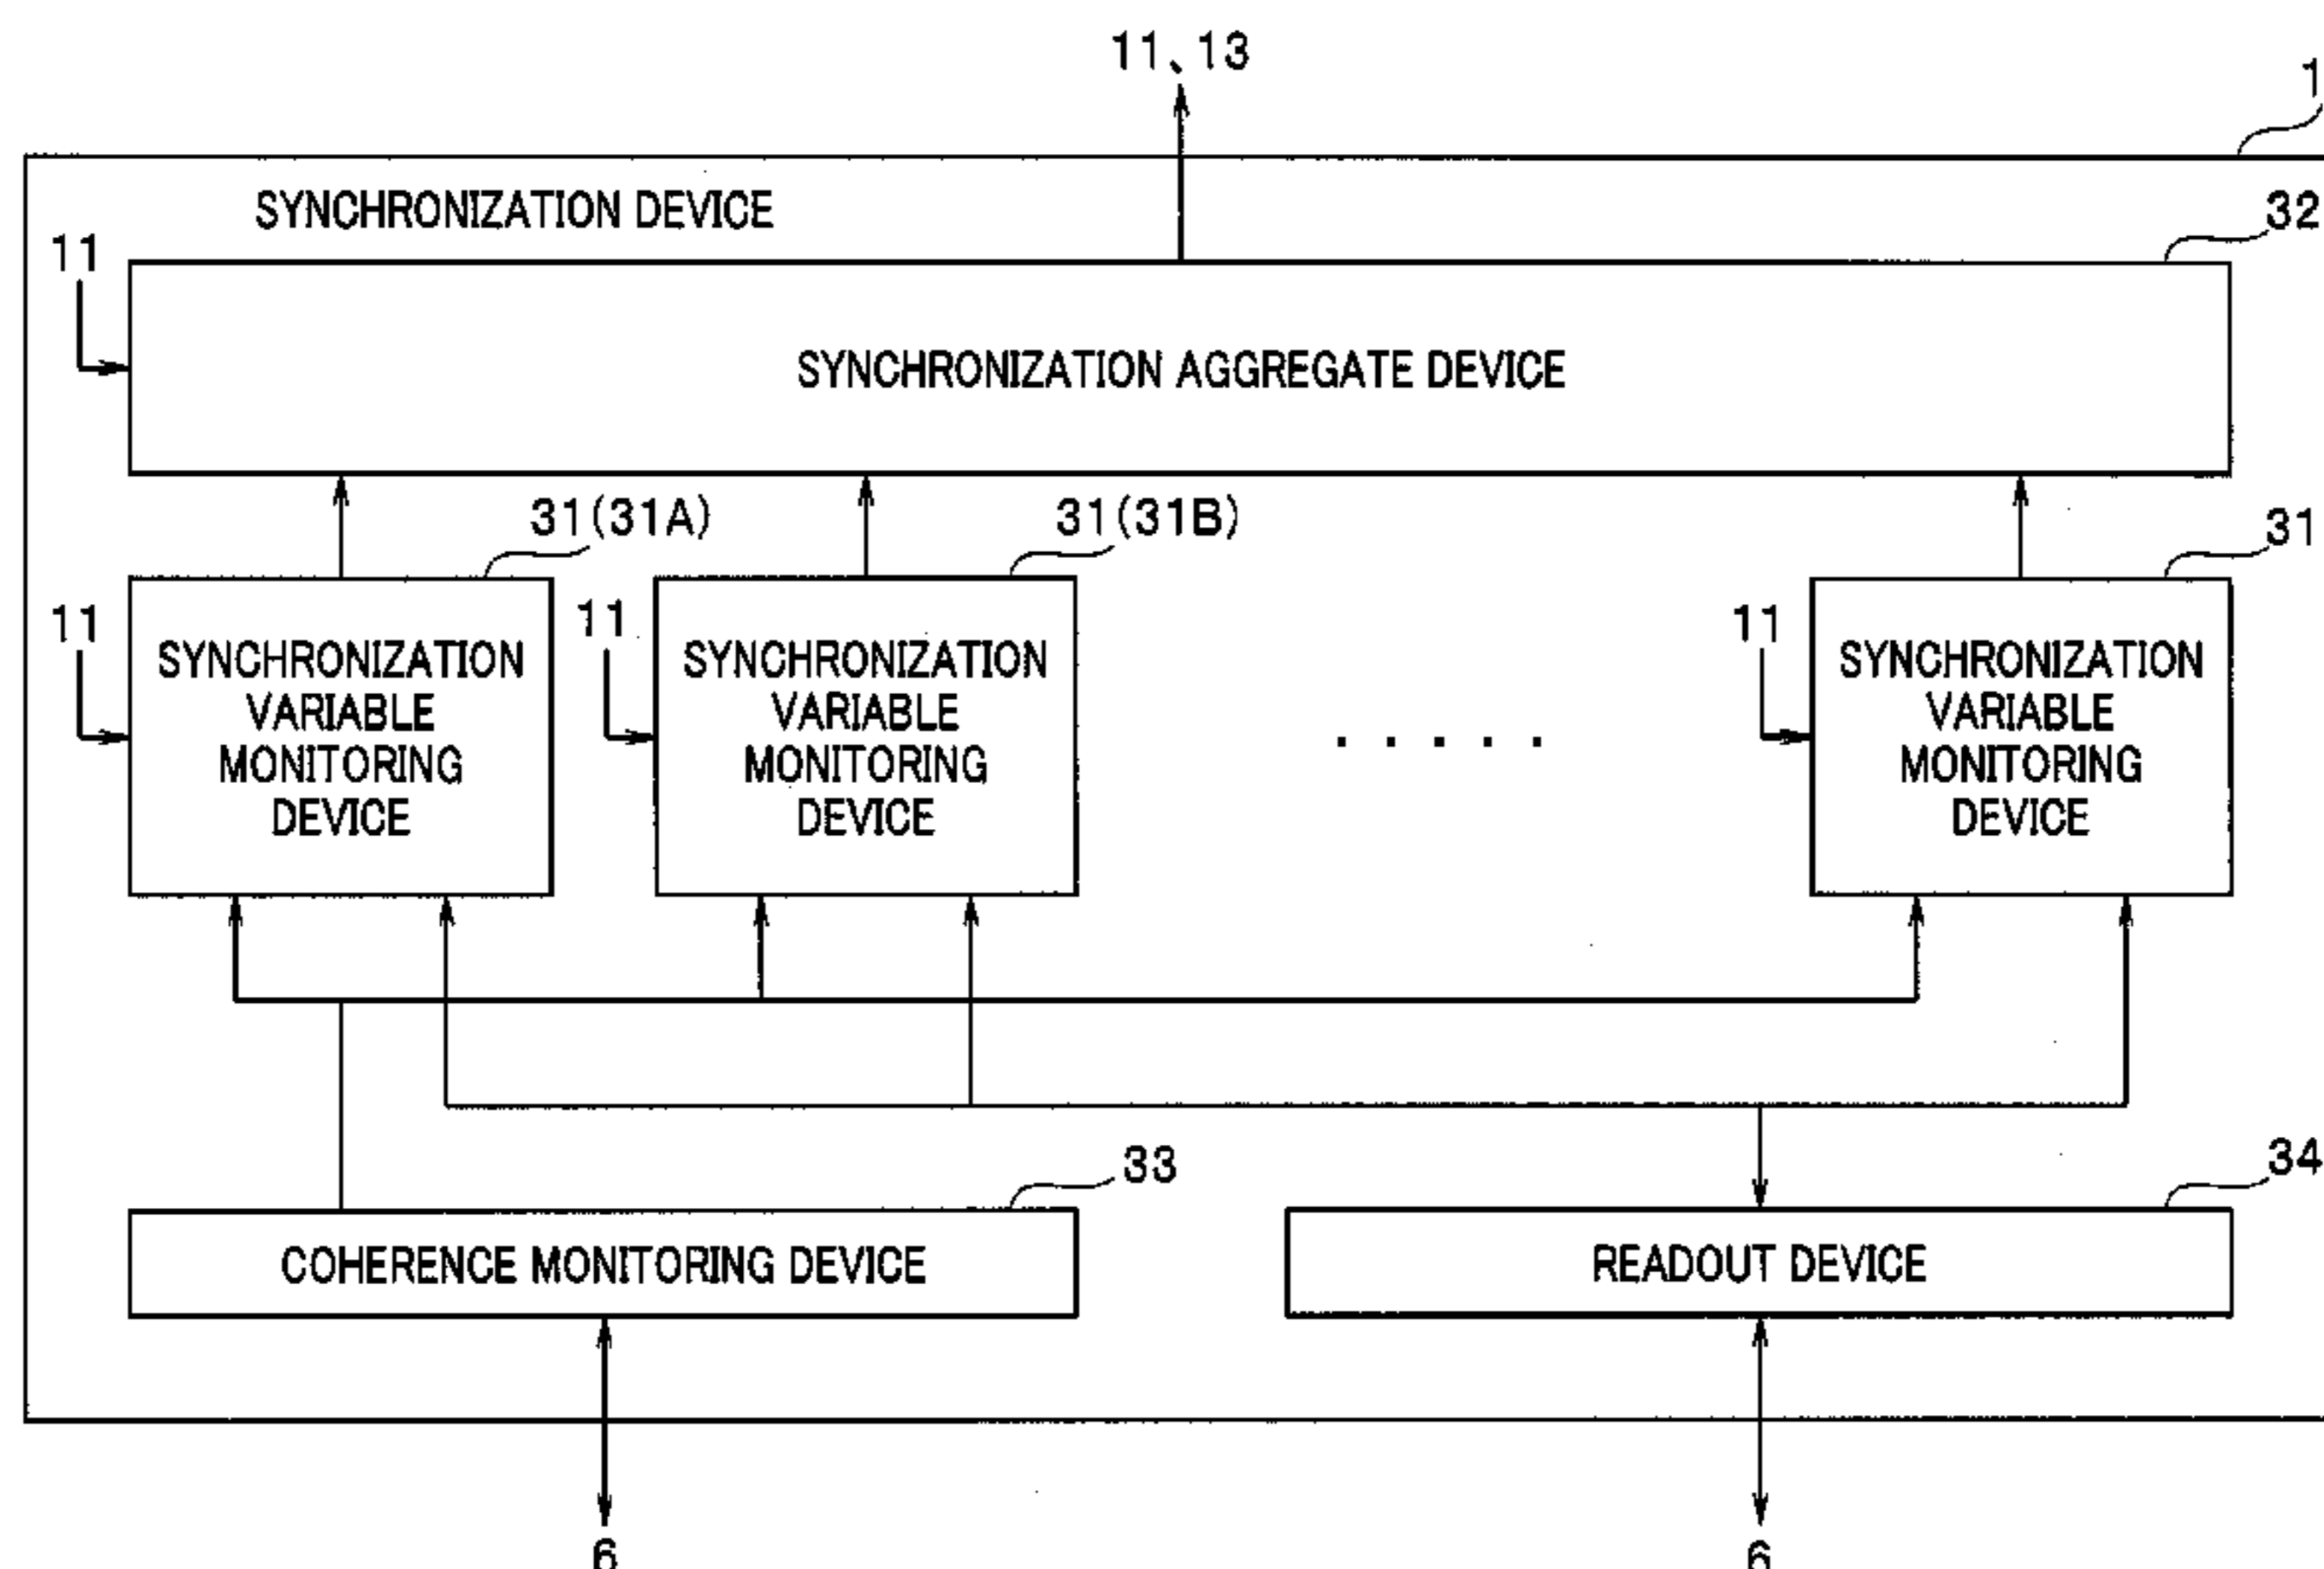 11、13
1
SYNCHRONIZATION DEVICE
32
11
SYNCHRONIZATION AGGREGATE DEVICE
31(31A)
31(31B)
31
11
SYNCHRONIZATION
VARIABLE
MONITORING
DEVICE
11
SYNCHRONIZATION
VARIABLE
MONITORING
DEVICE
. . . . .
11
SYNCHRONIZATION
VARIABLE
MONITORING
DEVICE
33
34
COHERENCE MONITORING DEVICE
READOUT DEVICE
6
6